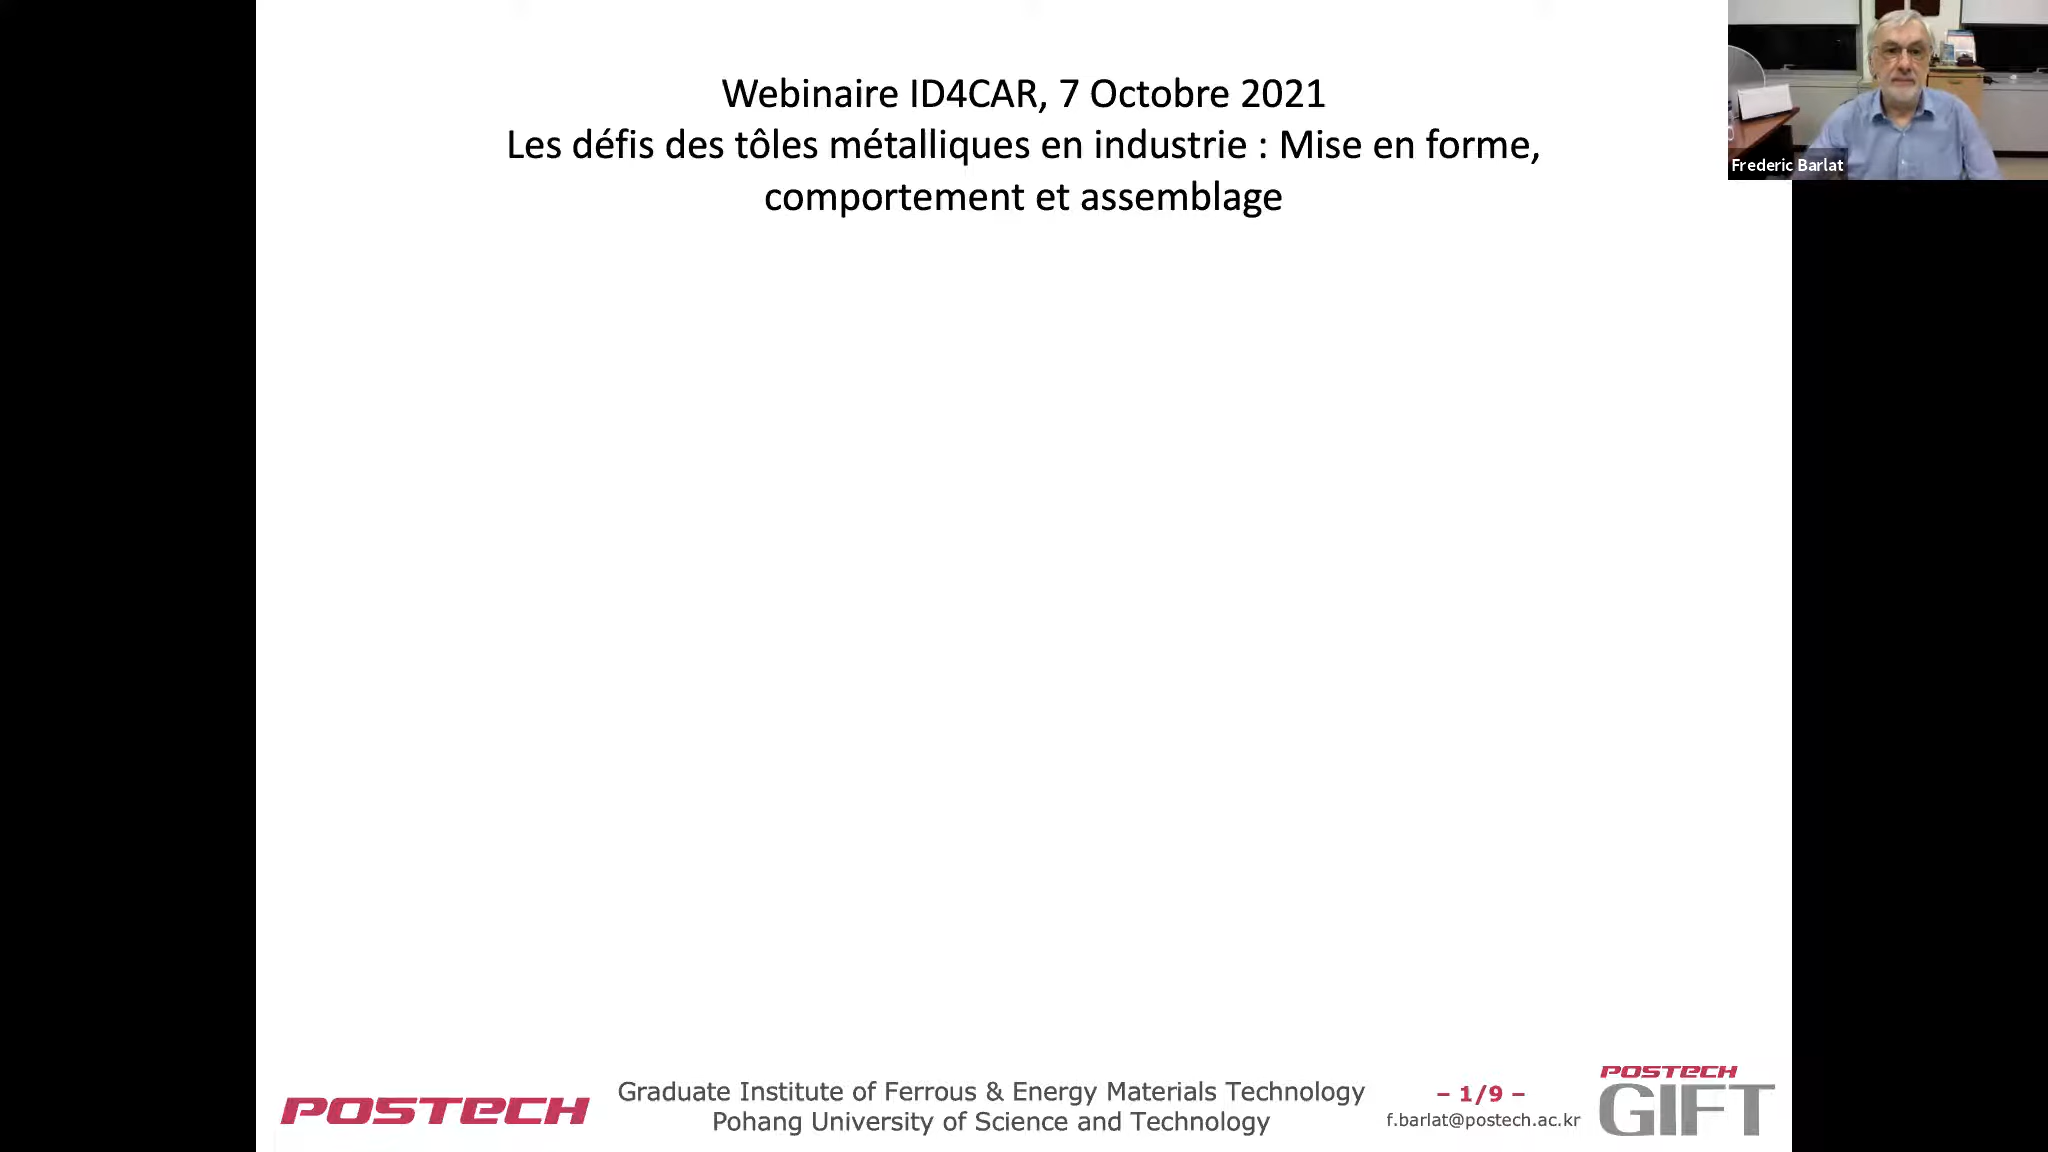 Webinaire ID4CAR, 7 Octobre 2021
Les défis des tôles métalliques en industrie : Mise en forme,
comportement et assemblage
Frederic Barlat
POSTECH
Graduate Institute of Ferrous & Energy Materials Technology
Pohang University of Science and Technology
– 1/9 –
f.barlat@postech.ac.kr
POSTECH
GIFT